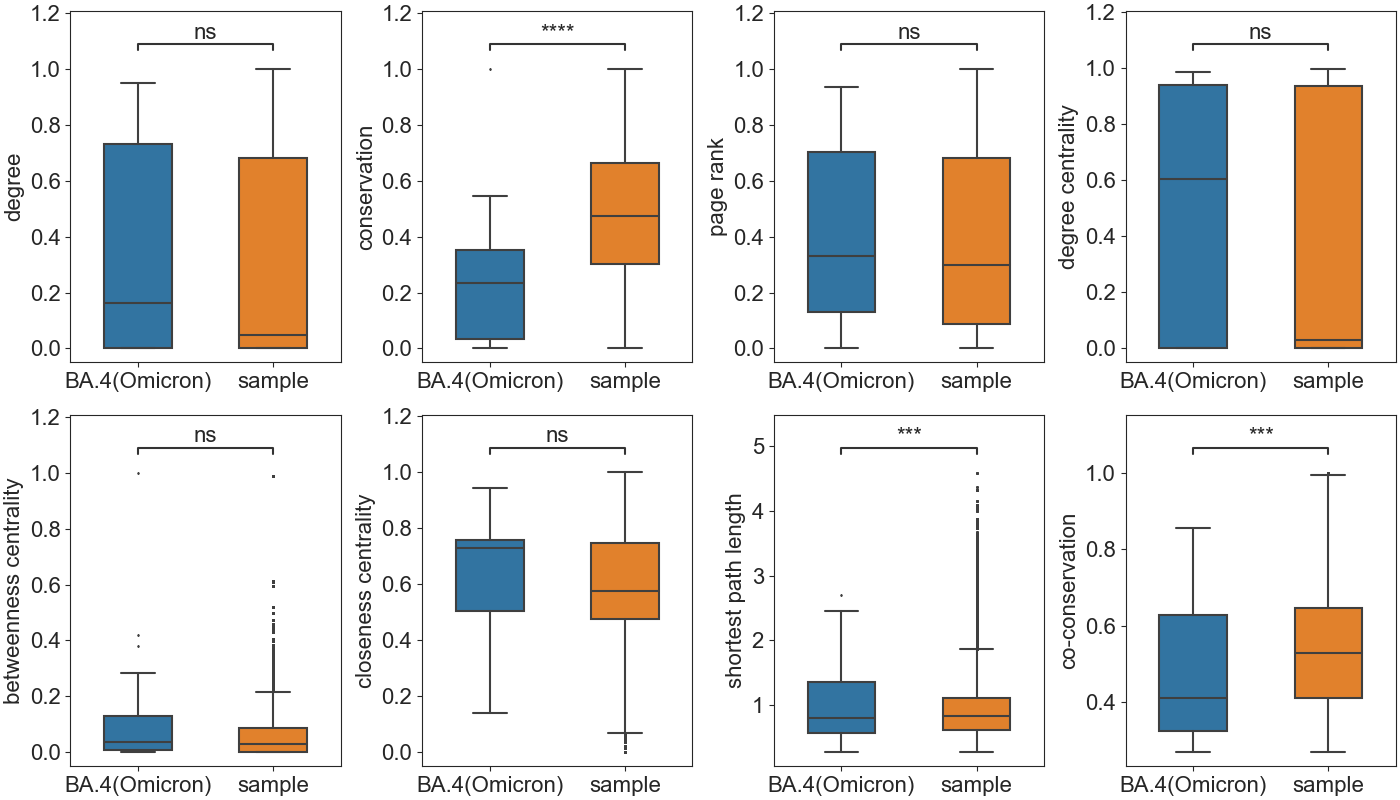 degree
1.2
1.0
0.8
0.6
0.4
0.2
0.0
ns
BA.4(Omicron) sample
conservation
1.2
1.0
0.8
0.6
0.4
0.2
0.0
****
BA.4(Omicron) sample
page rank
1.2
1.0
0.8
0.6
0.4
0.2
0.0
ns
BA.4(Omicron) sample
degree centrality
1.2
1.0
0.8
0.6
0.4
0.2
0.0
ns
BA.4(Omicron) sample
betweenness centrality
1.2
1.0
0.8
0.6
0.4
0.2
0.0
ns
BA.4(Omicron) sample
closeness centrality
1.2
1.0
0.8
0.6
0.4
0.2
0.0
ns
BA.4(Omicron) sample
shortest path length
5
4
3
2
1
***
BA.4(Omicron) sample
co-conservation
1.0
0.8
0.6
0.4
***
BA.4(Omicron) sample